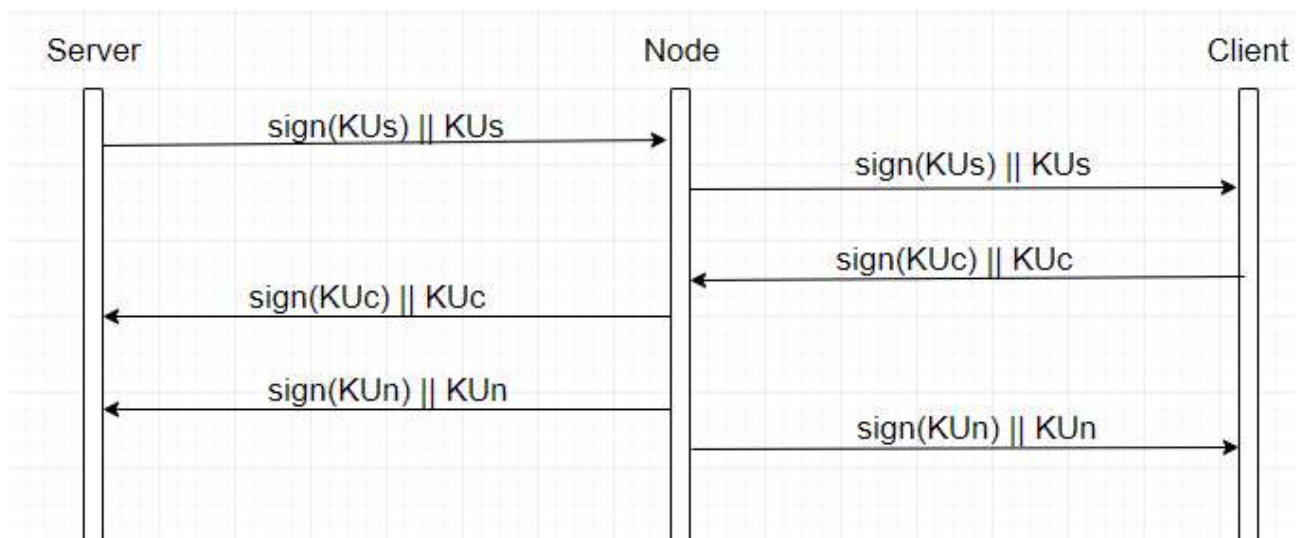 Server Node Client
sign(KUs) || KUs
sign(KUs) || KUs
sign(KUc) || KUc
sign(KUc) || KUc
sign(KUn) || KUn
sign(KUn) || KUn